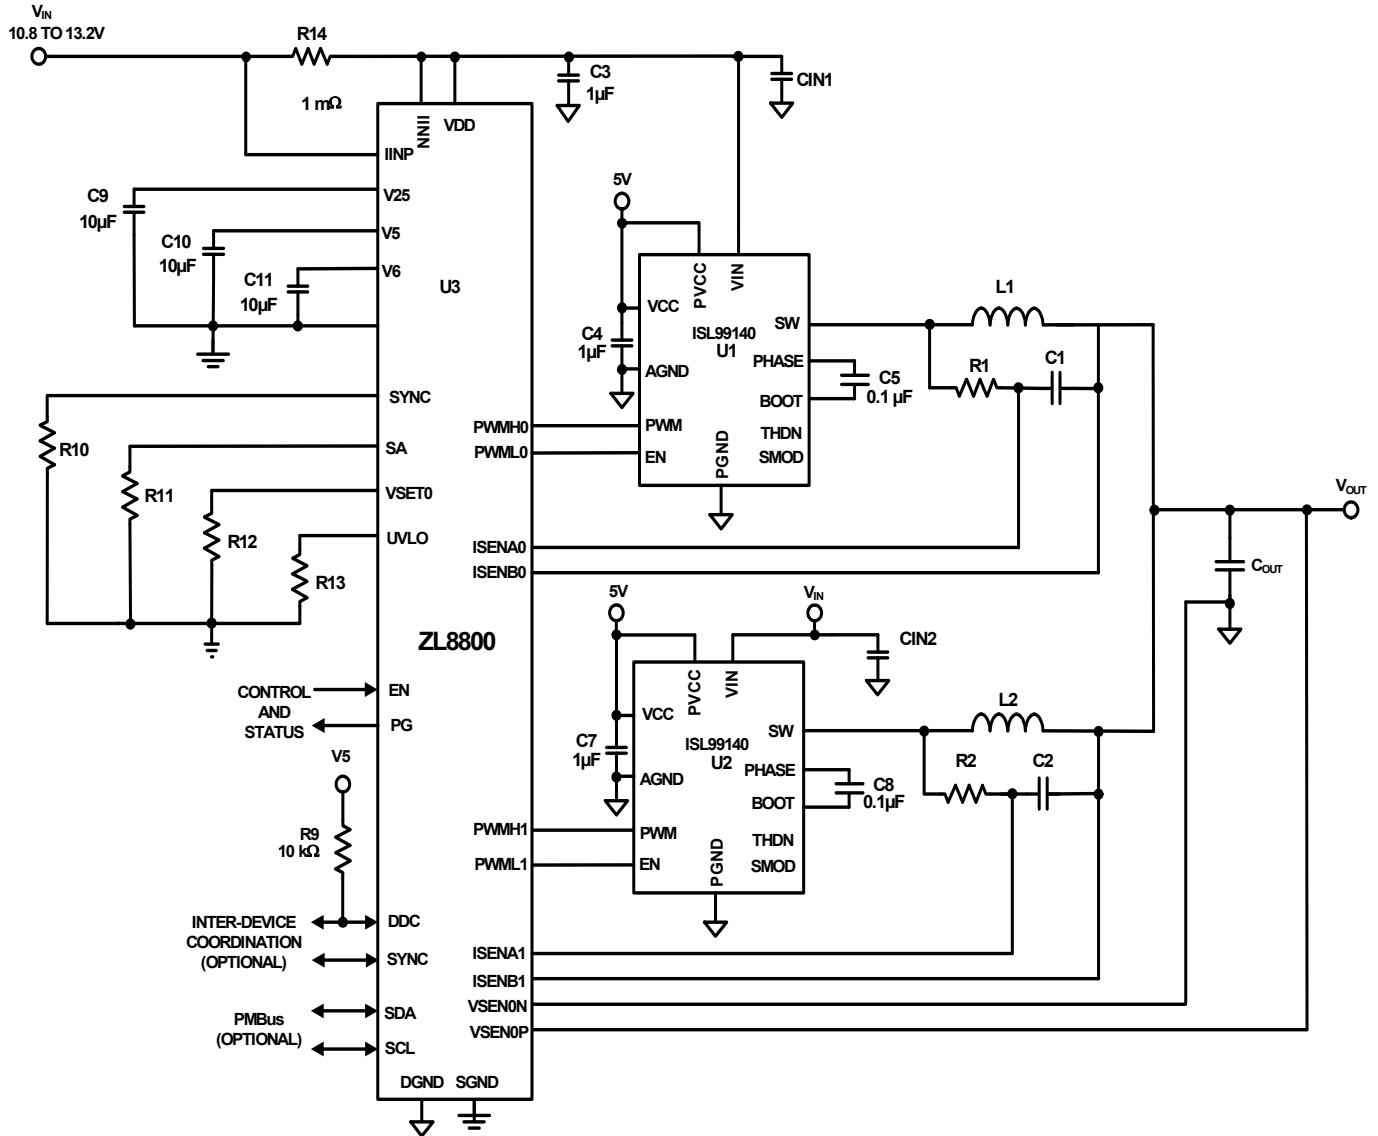 V_IN
10.8 TO 13.2V
R14
1 mΩ
C3
1µF
CIN1
NNII
VDD
IINP
C9
10µF
V25
C10
10µF
V5
C11
10µF
V6
U3
5V
PVCC
VIN
VCC
ISL99140
U1
SW
C4
1µF
AGND
PHASE
BOOT
C5
0.1 µF
L1
R1
C1
THDN
SMOD
PWM
EN
PGND
SYNC
R10
SA
R11
VSET0
R12
UVLO
R13
PWMH0
PWML0
ISENA0
ISENB0
V_OUT
C_OUT
ZL8800
5V
V_IN
CIN2
PVCC
VIN
VCC
ISL99140
U2
SW
C7
1µF
AGND
PHASE
BOOT
C8
0.1µF
L2
R2
C2
THDN
SMOD
PWM
EN
PGND
CONTROL
AND
STATUS
EN
PG
V5
R9
10 kΩ
PWMH1
PWML1
INTER-DEVICE
COORDINATION
(OPTIONAL)
DDC
SYNC
PMBus
(OPTIONAL)
SDA
SCL
ISENA1
ISENB1
VSEN0N
VSEN0P
DGND
SGND